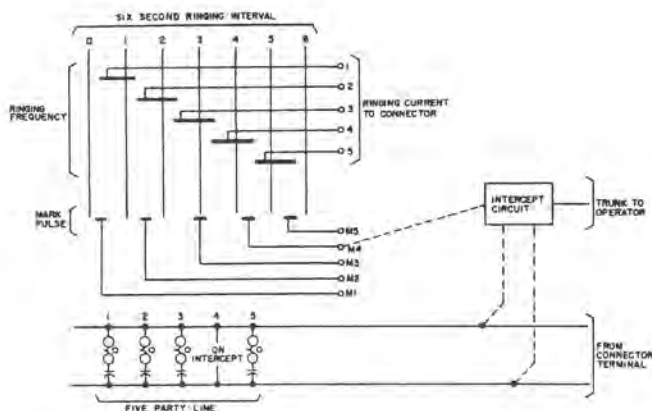 SIX SECOND RINGING INTERVAL
0 1 2 3 4 5 6
RINGING
FREQUENCY
1
2
3
4
5
RINGING CURRENT
TO CONNECTOR
MARK
PULSE
M5
M4
M3
M2
M1
INTERCEPT
CIRCUIT
TRUNK TO
OPERATOR
1 2 3 4 5
ON
INTERCEPT
FROM
CONNECTOR
TERMINAL
FIVE PARTY LINE